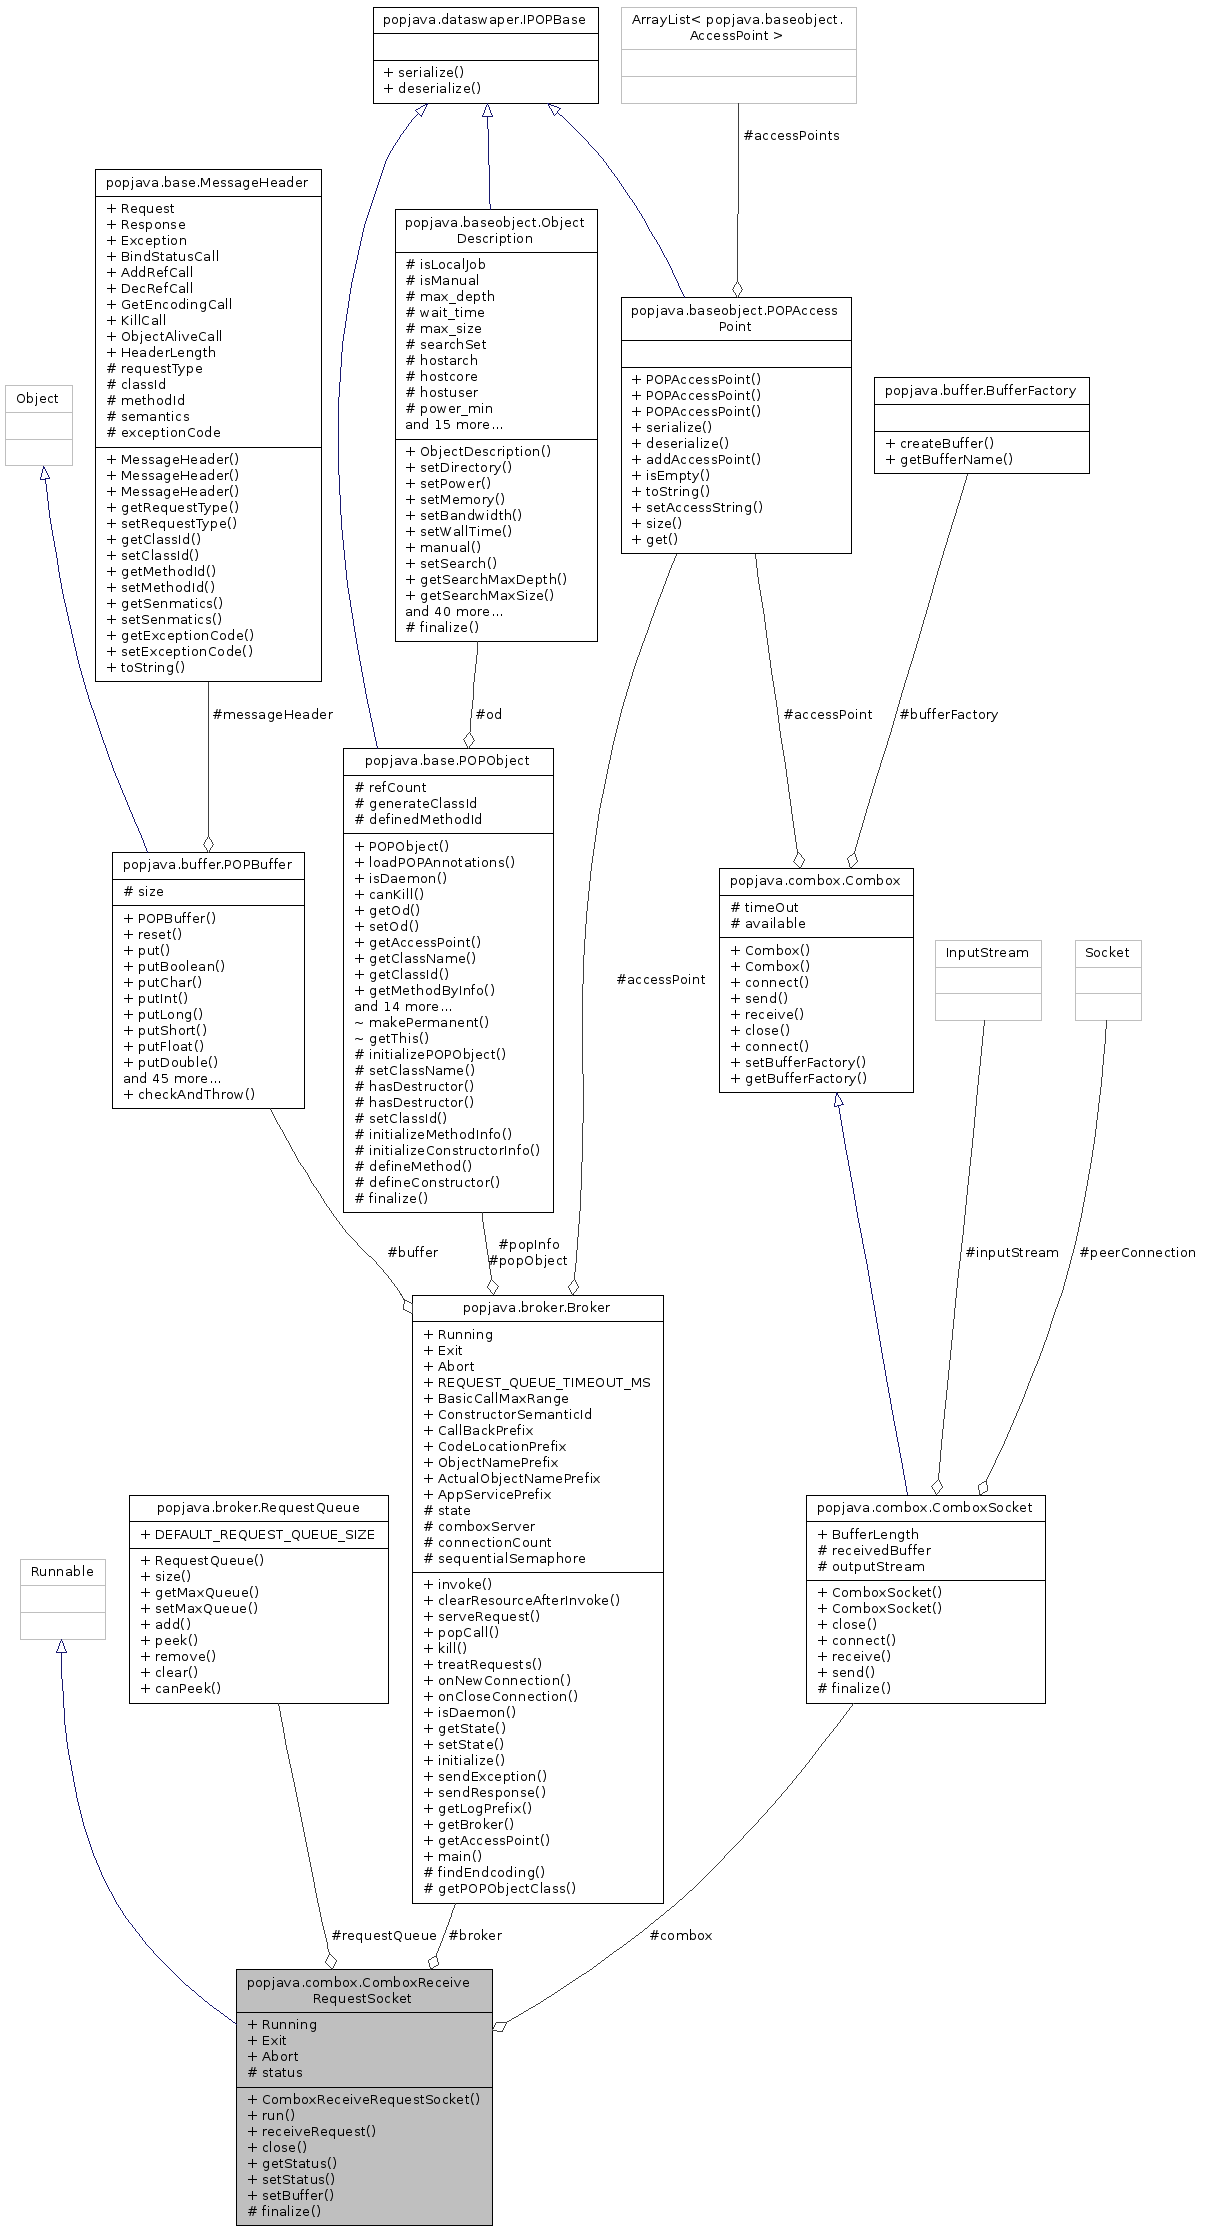 popjava.dataswaper.IPOPBase
+ serialize()
+ deserialize()
ArrayList< popjava.baseobject.
AccessPoint >
#accessPoints
popjava.base.MessageHeader
+ Request
+ Response
+ Exception
+ BindStatusCall
+ AddRefCall
+ DecRefCall
+ GetEncodingCall
+ KillCall
+ ObjectAliveCall
+ HeaderLength
# requestType
# classId
# methodId
# semantics
# exceptionCode
+ MessageHeader()
+ MessageHeader()
+ MessageHeader()
+ getRequestType()
+ setRequestType()
+ getClassId()
+ setClassId()
+ getMethodId()
+ setMethodId()
+ getSenmatics()
+ setSenmatics()
+ getExceptionCode()
+ setExceptionCode()
+ toString()
popjava.baseobject.Object
Description
# isLocalJob
# isManual
# max_depth
# wait_time
# max_size
# searchSet
# hostarch
# hostcore
# hostuser
# power_min
and 15 more...
+ ObjectDescription()
+ setDirectory()
+ setPower()
+ setMemory()
+ setBandwidth()
+ setWallTime()
+ manual()
+ setSearch()
+ getSearchMaxDepth()
+ getSearchMaxSize()
and 40 more...
# finalize()
popjava.baseobject.POPAccess
Point
+ POPAccessPoint()
+ POPAccessPoint()
+ POPAccessPoint()
+ serialize()
+ deserialize()
+ addAccessPoint()
+ isEmpty()
+ toString()
+ setAccessString()
+ size()
+ get()
popjava.buffer.BufferFactory
+ createBuffer()
+ getBufferName()
Object
#messageHeader
#od
#accessPoint
#bufferFactory
popjava.base.POPObject
# refCount
# generateClassId
# definedMethodId
+ POPObject()
+ loadPOPAnnotations()
+ isDaemon()
+ canKill()
+ getOd()
+ setOd()
+ getAccessPoint()
+ getClassName()
+ getClassId()
+ getMethodByInfo()
and 14 more...
~ makePermanent()
~ getThis()
# initializePOPObject()
# setClassName()
# hasDestructor()
# hasDestructor()
# setClassId()
# initializeMethodInfo()
# initializeConstructorInfo()
# defineMethod()
# defineConstructor()
# finalize()
popjava.buffer.POPBuffer
# size
+ POPBuffer()
+ reset()
+ put()
+ putBoolean()
+ putChar()
+ putInt()
+ putLong()
+ putShort()
+ putFloat()
+ putDouble()
and 45 more...
+ checkAndThrow()
popjava.combox.Combox
# timeOut
# available
+ Combox()
+ Combox()
+ connect()
+ send()
+ receive()
+ close()
+ connect()
+ setBufferFactory()
+ getBufferFactory()
InputStream
Socket
#accessPoint
#buffer
#popInfo
#popObject
#inputStream
#peerConnection
popjava.broker.Broker
+ Running
+ Exit
+ Abort
+ REQUEST_QUEUE_TIMEOUT_MS
+ BasicCallMaxRange
+ ConstructorSemanticId
+ CallBackPrefix
+ CodeLocationPrefix
+ ObjectNamePrefix
+ ActualObjectNamePrefix
+ AppServicePrefix
# state
# comboxServer
# connectionCount
# sequentialSemaphore
+ invoke()
+ clearResourceAfterInvoke()
+ serveRequest()
+ popCall()
+ kill()
+ treatRequests()
+ onNewConnection()
+ onCloseConnection()
+ isDaemon()
+ getState()
+ setState()
+ initialize()
+ sendException()
+ sendResponse()
+ getLogPrefix()
+ getBroker()
+ getAccessPoint()
+ main()
# findEndcoding()
# getPOPObjectClass()
popjava.broker.RequestQueue
+ DEFAULT_REQUEST_QUEUE_SIZE
+ RequestQueue()
+ size()
+ getMaxQueue()
+ setMaxQueue()
+ add()
+ peek()
+ remove()
+ clear()
+ canPeek()
popjava.combox.ComboxSocket
+ BufferLength
# receivedBuffer
# outputStream
+ ComboxSocket()
+ ComboxSocket()
+ close()
+ connect()
+ receive()
+ send()
# finalize()
Runnable
#requestQueue
#broker
#combox
popjava.combox.ComboxReceive
RequestSocket
+ Running
+ Exit
+ Abort
# status
+ ComboxReceiveRequestSocket()
+ run()
+ receiveRequest()
+ close()
+ getStatus()
+ setStatus()
+ setBuffer()
# finalize()